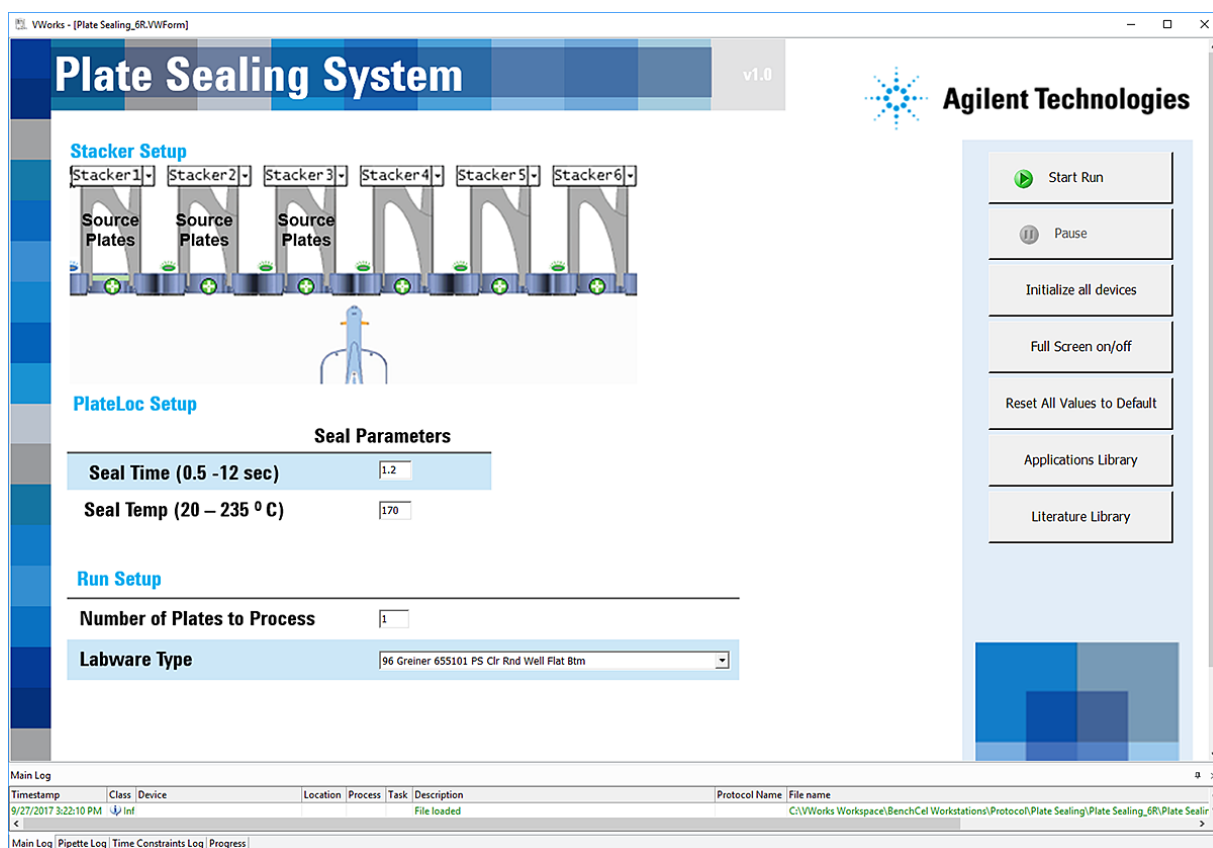 VWorks - [Plate Sealing_6R.VWForm]
Plate Sealing System
v1.0
Agilent Technologies
Stacker Setup
Stacker1 Stacker2 Stacker3 Stacker4 Stacker5 Stacker6
Source Source Source
Plates Plates Plates
Start Run
Pause
Initialize all devices
Full Screen on/off
Reset All Values to Default
Applications Library
Literature Library
PlateLoc Setup
Seal Parameters
Seal Time (0.5 -12 sec) 1.2
Seal Temp (20 – 235 ⁰ C) 170
Run Setup
Number of Plates to Process 1
Labware Type 96 Greiner 655101 PS Clr Rnd Well Flat Btm
Main Log
Timestamp Class Device Location Process Task Description Protocol Name File name
9/27/2017 3:22:10 PM Inf File loaded C:\VWorks Workspace\BenchCel Workstations\Protocol\Plate Sealing\Plate Sealing_6R\Plate Sealin
Main Log Pipette Log Time Constraints Log Progress